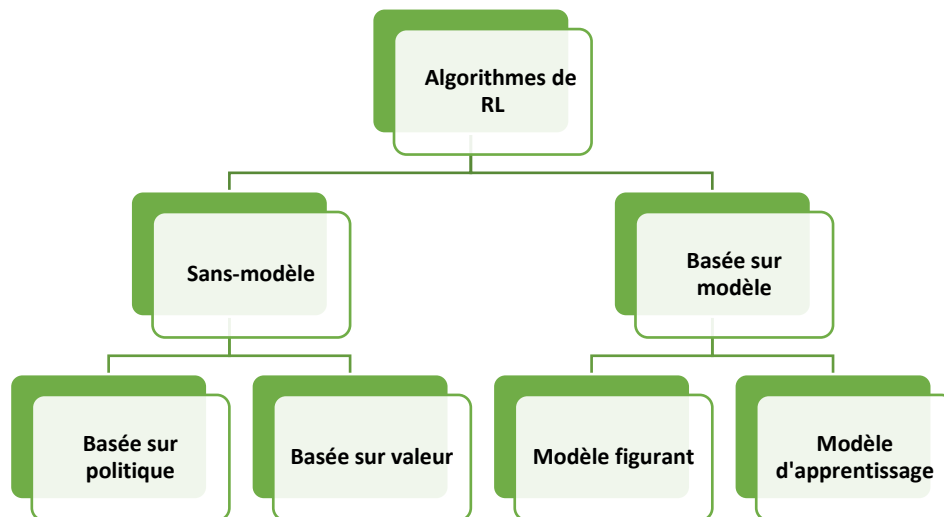 Algorithmes de
RL
Sans-modèle
Basée sur
modèle
Basée sur
politique
Basée sur valeur
Modèle figurant
Modèle
d'apprentissage